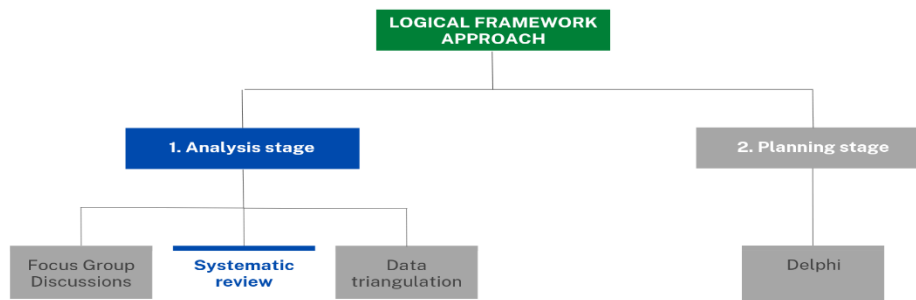 LOGICAL FRAMEWORK
APPROACH
1. Analysis stage
2. Planning stage
Focus Group
Discussions
Systematic
review
Data
triangulation
Delphi